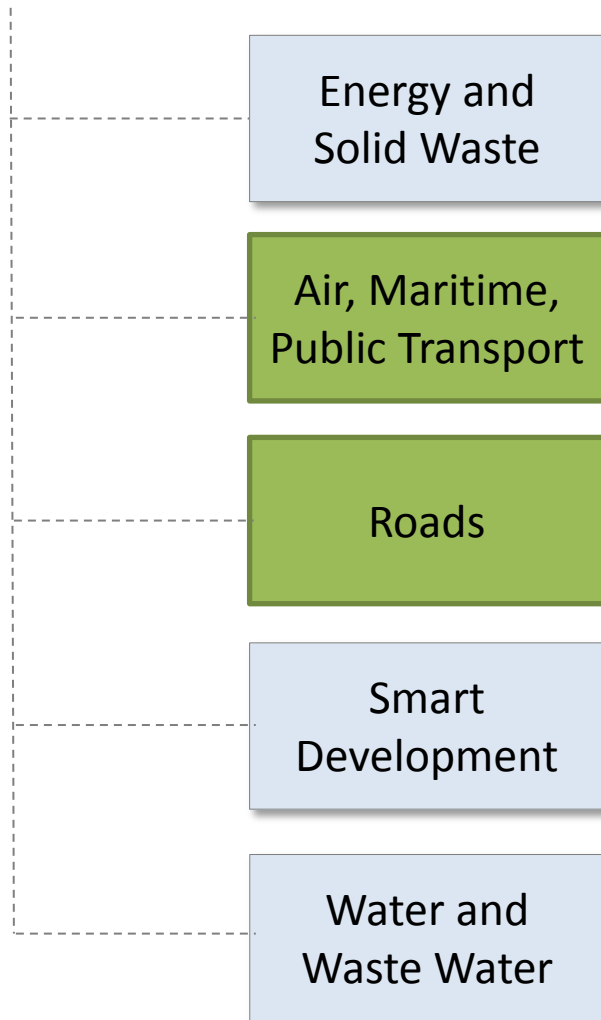 Energy and
Solid Waste
Air, Maritime,
Public Transport
Roads
Smart
Development
Water and
Waste Water